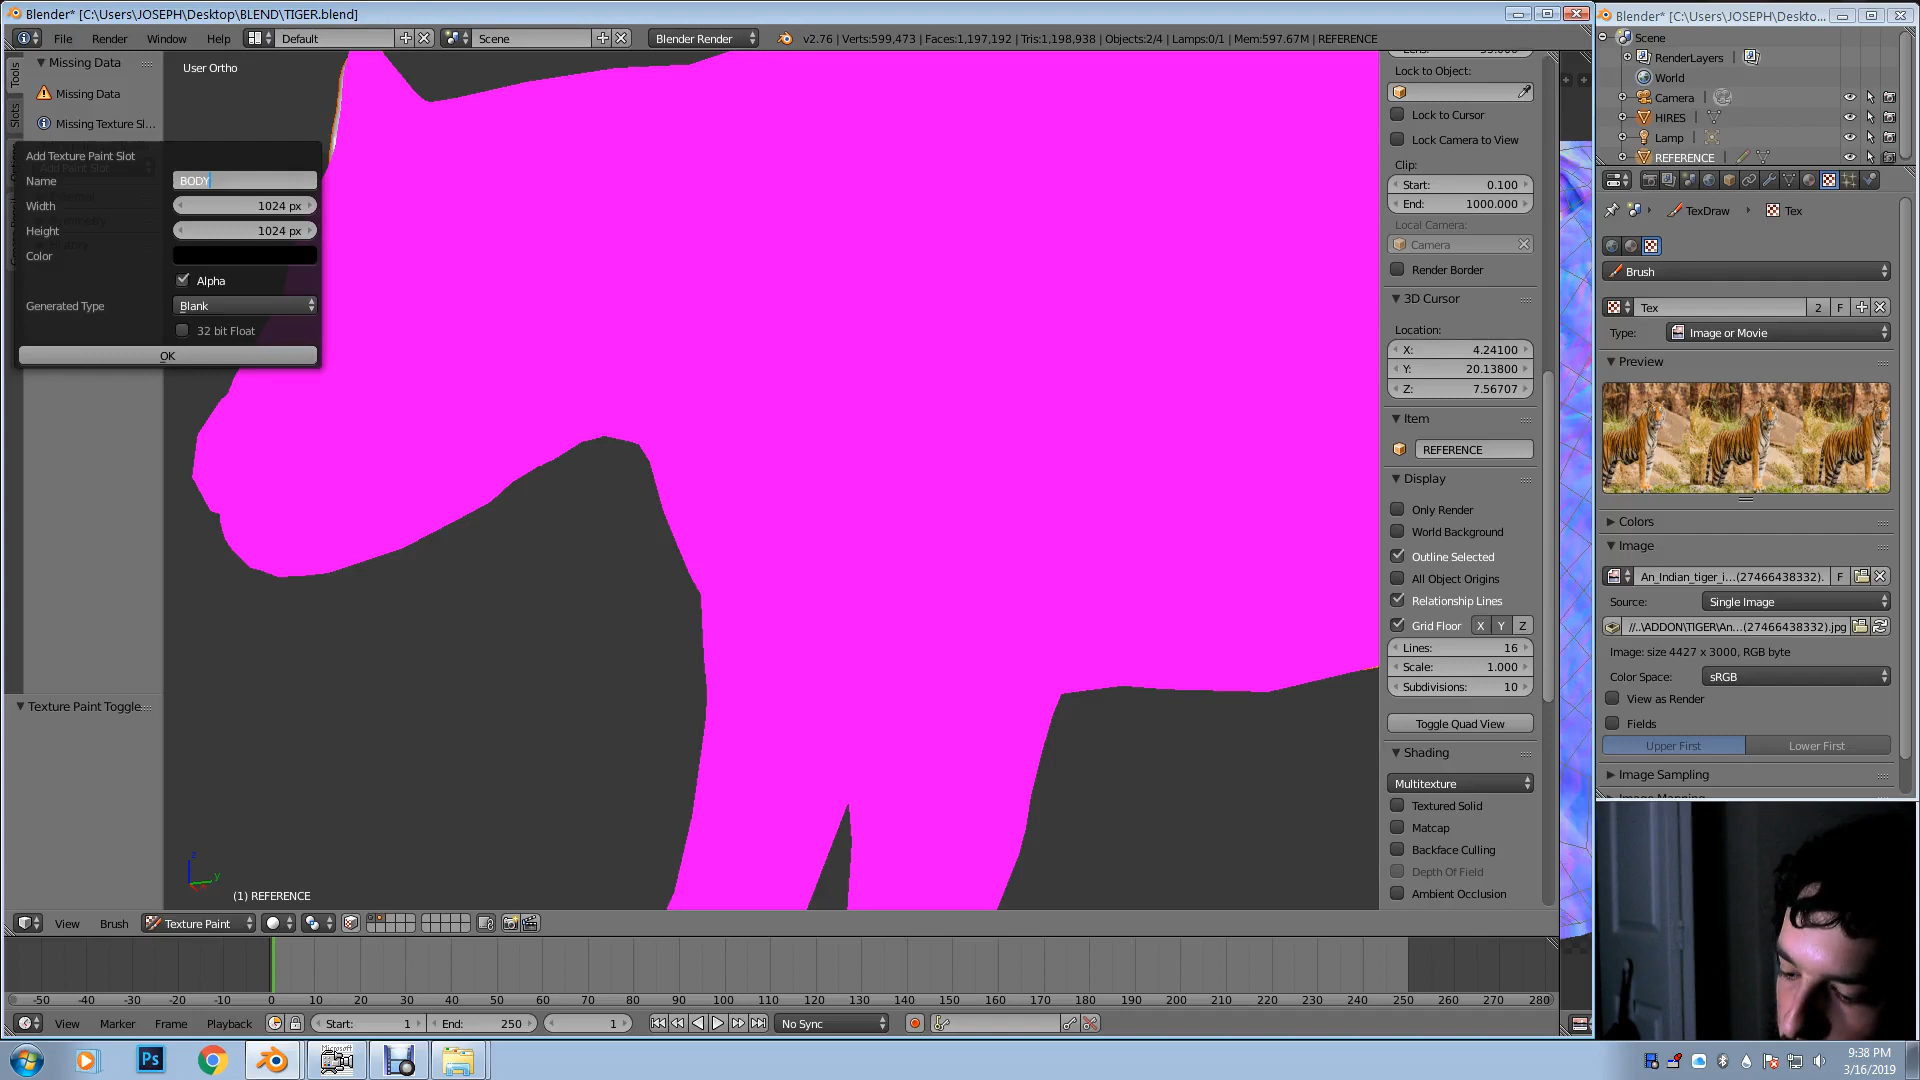 Blender* [C:\Users\JOSEPH\Desktop\BLEND\TIGER.blend]
File Render Window Help Default Scene Blender Render v2.76 | Verts:599,473 | Faces:1,197,192 | Tris:1,198,938 | Objects:2/4 | Lamps:0/1 | Mem:597.67M | REFERENCE
Missing Data
Missing Data
Missing Texture Sl...
Tools
Slots
User Ortho
Add Texture Paint Slot
Name BODY
Width 1024 px
Height 1024 px
Color
Alpha
Generated Type Blank
32 bit Float
OK
Texture Paint Toggle
z
y
(1) REFERENCE
Lock to Object:
Lock to Cursor
Lock Camera to View
Clip:
Start: 0.100
End: 1000.000
Local Camera:
Camera
Render Border
3D Cursor
Location:
X: 4.24100
Y: 20.13800
Z: 7.56707
Item
REFERENCE
Display
Only Render
World Background
Outline Selected
All Object Origins
Relationship Lines
Grid Floor X Y Z
Lines: 16
Scale: 1.000
Subdivisions: 10
Toggle Quad View
Shading
Multitexture
Textured Solid
Matcap
Backface Culling
Depth Of Field
Ambient Occlusion
View Brush Texture Paint
-50 -40 -30 -20 -10 0 10 20 30 40 50 60 70 80 90 100 110 120 130 140 150 160 170 180 190 200 210 220 230 240 250 260 270 280
View Marker Frame Playback Start: 1 End: 250 1 No Sync
Blender* [C:\Users\JOSEPH\Deskto...
Scene
RenderLayers
World
Camera
HIRES
Lamp
REFERENCE
TexDraw Tex
Brush
Tex 2 F
Type: Image or Movie
Preview
Colors
Image
An_Indian_tiger_i...(27466438332). F
Source: Single Image
//..\ADDON\TIGER\An...(27466438332).jpg
Image: size 4427 x 3000, RGB byte
Color Space: sRGB
View as Render
Fields
Upper First Lower First
Image Sampling
Ps
Microsoft
9:38 PM
3/16/2019